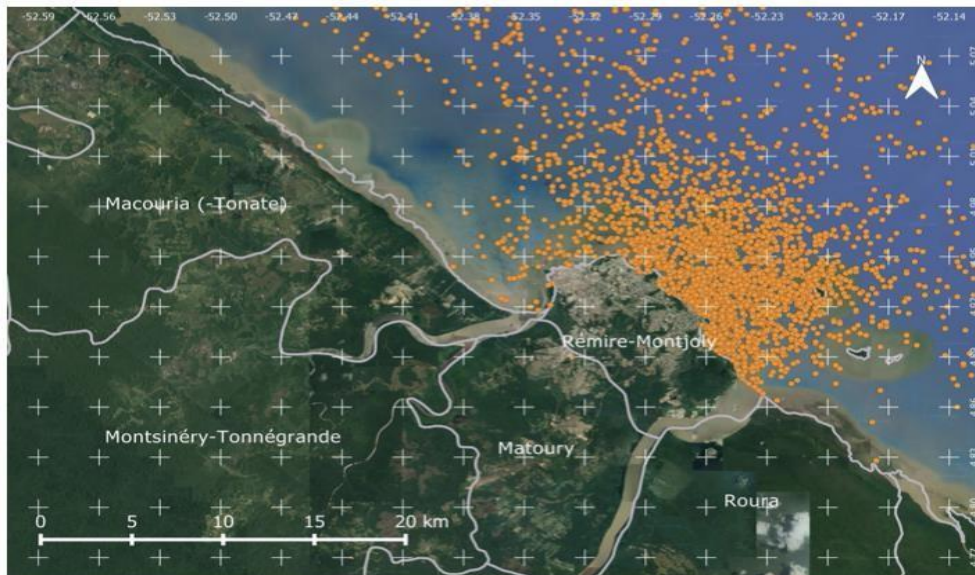 -52.59 -52.56 -52.53 -52.50 -52.47 -52.44 -52.41 -52.38 -52.35 -52.32 -52.29 -52.26 -52.23 -52.20 -52.17 -52.14
N
Macouria (-Tonate)
Rémire-Montjoly
Montsinéry-Tonnégrande
Matoury
Roura
0 5 10 15 20 km